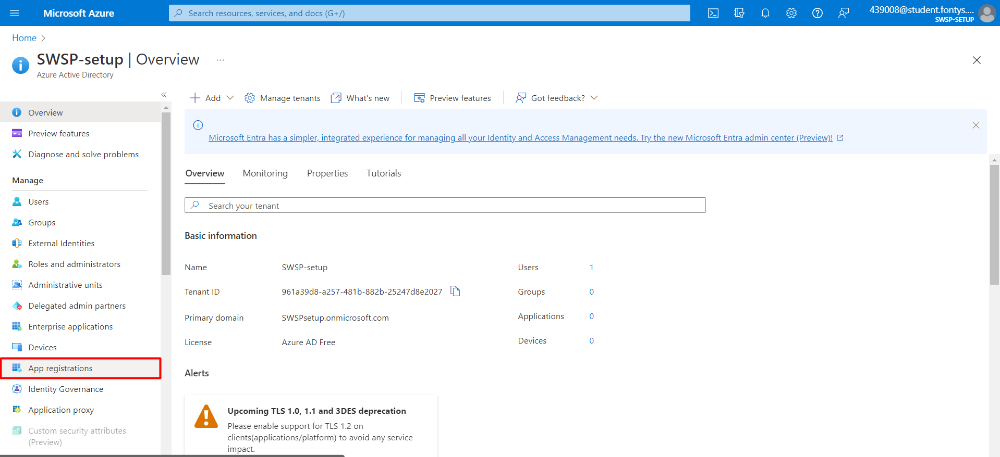 Microsoft Azure
Search resources, services, and docs (G+/)
439008@student.fontys....
SWSP-SETUP
Home
SWSP-setup | Overview ...
Azure Active Directory
Overview
Preview features
Diagnose and solve problems
Manage
Users
Groups
External Identities
Roles and administrators
Administrative units
Delegated admin partners
Enterprise applications
Devices
App registrations
Identity Governance
Application proxy
Custom security attributes
(Preview)
Add
Manage tenants
What's new
Preview features
Got feedback?
Microsoft Entra has a simpler, integrated experience for managing all your Identity and Access Management needs. Try the new Microsoft Entra admin center (Preview)!
Overview
Monitoring
Properties
Tutorials
Search your tenant
Basic information
Name SWSP-setup
Tenant ID 961a39d8-a257-481b-882b-25247d8e2027
Primary domain SWSPsetup.onmicrosoft.com
License Azure AD Free
Users 1
Groups 0
Applications 0
Devices 0
Alerts
Upcoming TLS 1.0, 1.1 and 3DES deprecation
Please enable support for TLS 1.2 on
clients(applications/platform) to avoid any service
impact.